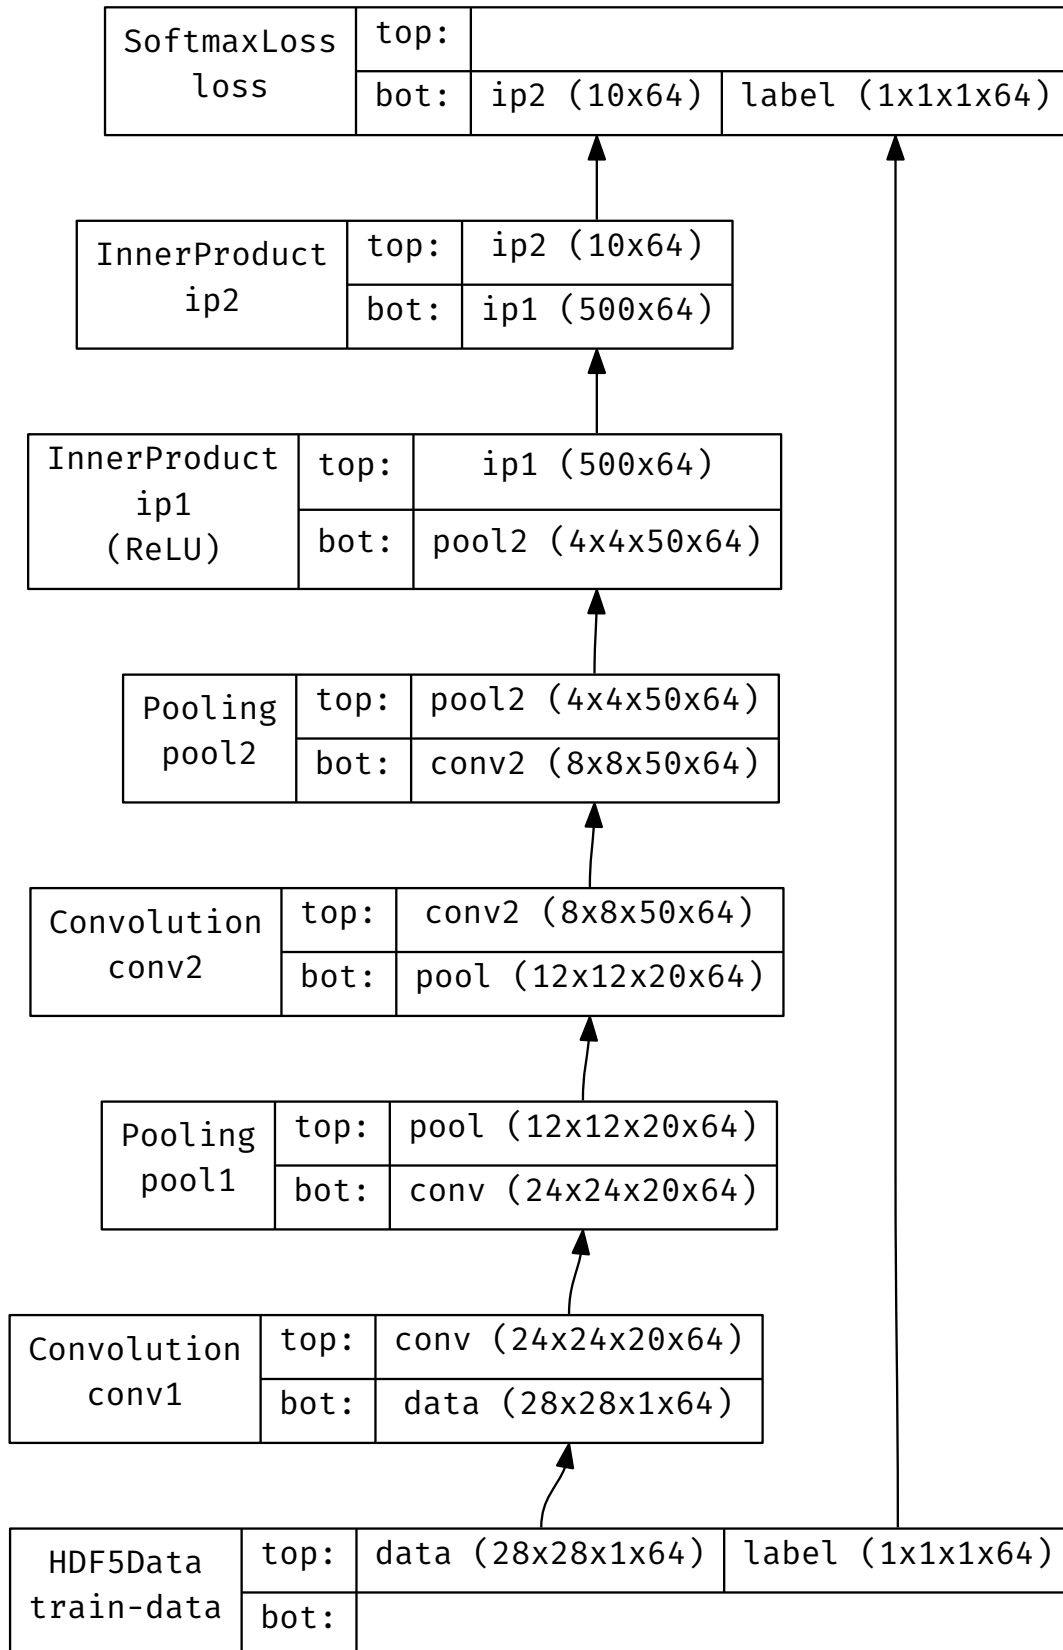 SoftmaxLoss
loss
top:
bot:
ip2 (10x64)
label (1x1x1x64)
InnerProduct
ip2
top:
ip2 (10x64)
bot:
ip1 (500x64)
InnerProduct
ip1
(ReLU)
top:
ip1 (500x64)
bot:
pool2 (4x4x50x64)
Pooling
pool2
top:
pool2 (4x4x50x64)
bot:
conv2 (8x8x50x64)
Convolution
conv2
top:
conv2 (8x8x50x64)
bot:
pool (12x12x20x64)
Pooling
pool1
top:
pool (12x12x20x64)
bot:
conv (24x24x20x64)
Convolution
conv1
top:
conv (24x24x20x64)
bot:
data (28x28x1x64)
HDF5Data
train-data
top:
data (28x28x1x64)
label (1x1x1x64)
bot: